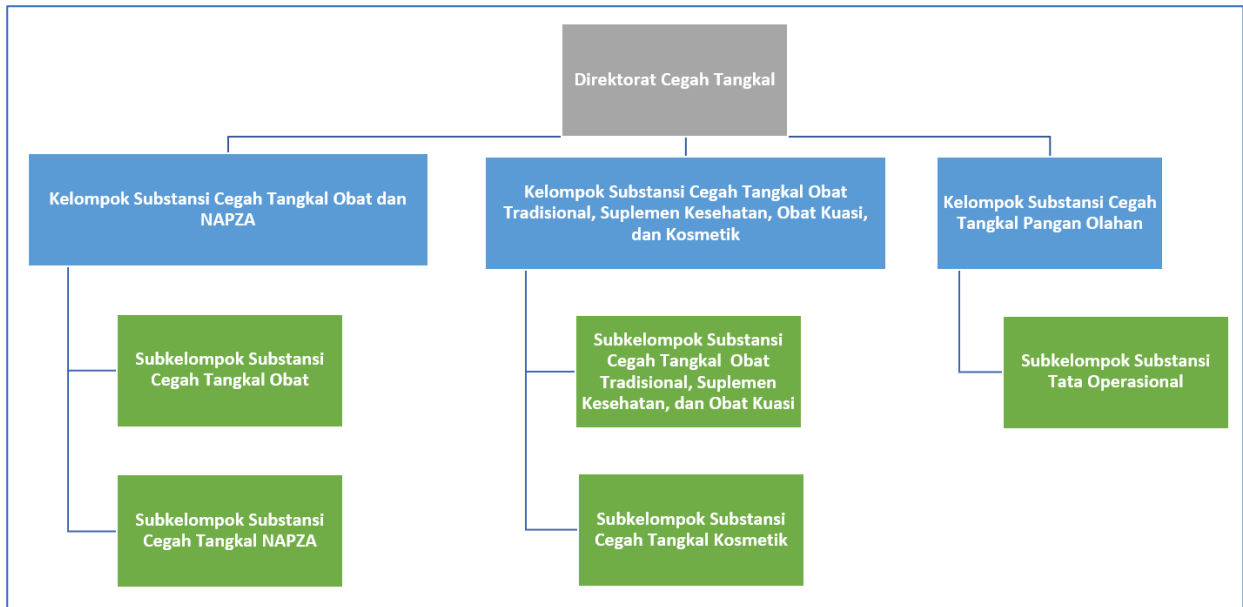 Direktorat Cegah Tangkal
Kelompok Substansi Cegah Tangkal Obat dan
NAPZA
Kelompok Substansi Cegah Tangkal Obat
Tradisional, Suplemen Kesehatan, Obat Kuasi,
dan Kosmetik
Kelompok Substansi Cegah
Tangkal Pangan Olahan
Subkelompok Substansi
Cegah Tangkal Obat
Subkelompok Substansi
Cegah Tangkal Obat
Tradisional, Suplemen
Kesehatan, dan Obat Kuasi
Subkelompok Substansi
Tata Operasional
Subkelompok Substansi
Cegah Tangkal NAPZA
Subkelompok Substansi
Cegah Tangkal Kosmetik